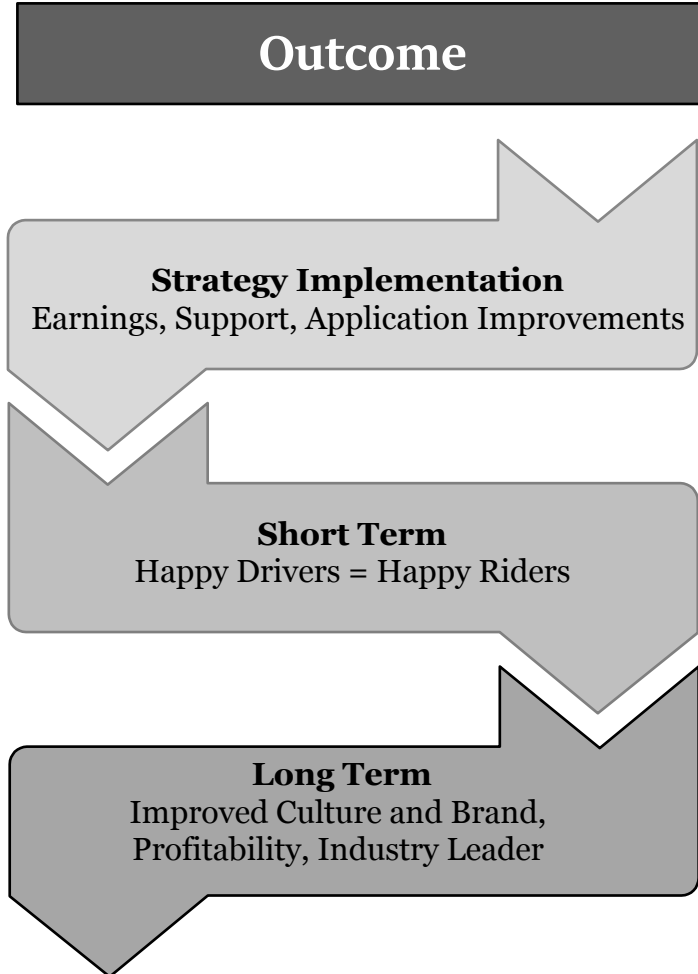 Outcome
Strategy Implementation
Earnings, Support, Application Improvements
Short Term
Happy Drivers = Happy Riders
Long Term
Improved Culture and Brand,
Profitability, Industry Leader